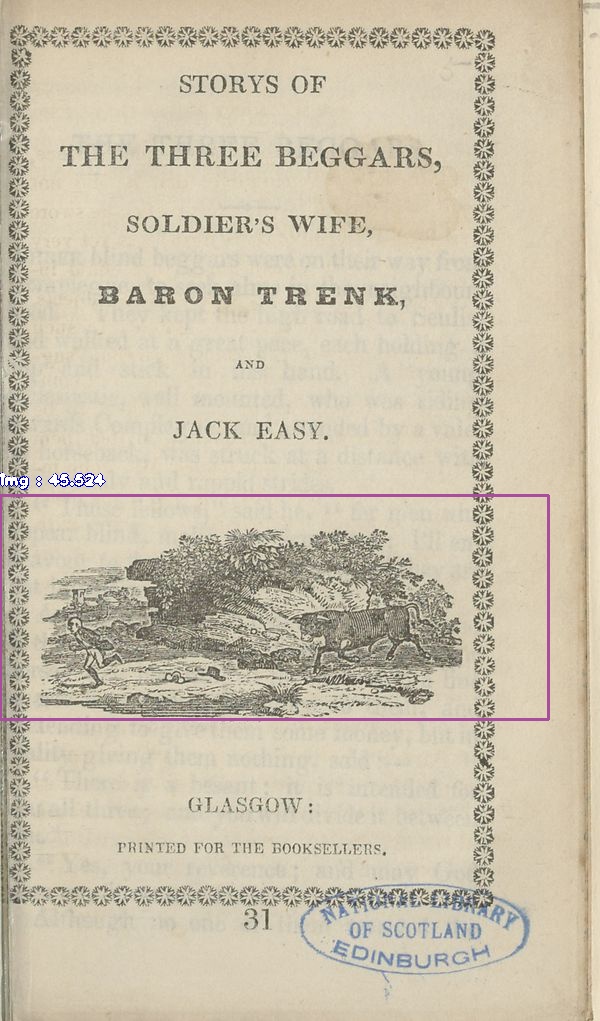 STORYS OF
THE THREE BEGGARS,
SOLDIER'S WIFE,
BARON TRENK,
AND
JACK EASY.
Img : 45.524
GLASGOW:
PRINTED FOR THE BOOKSELLERS.
31
NATIONAL LIBRARY
OF SCOTLAND
EDINBURGH